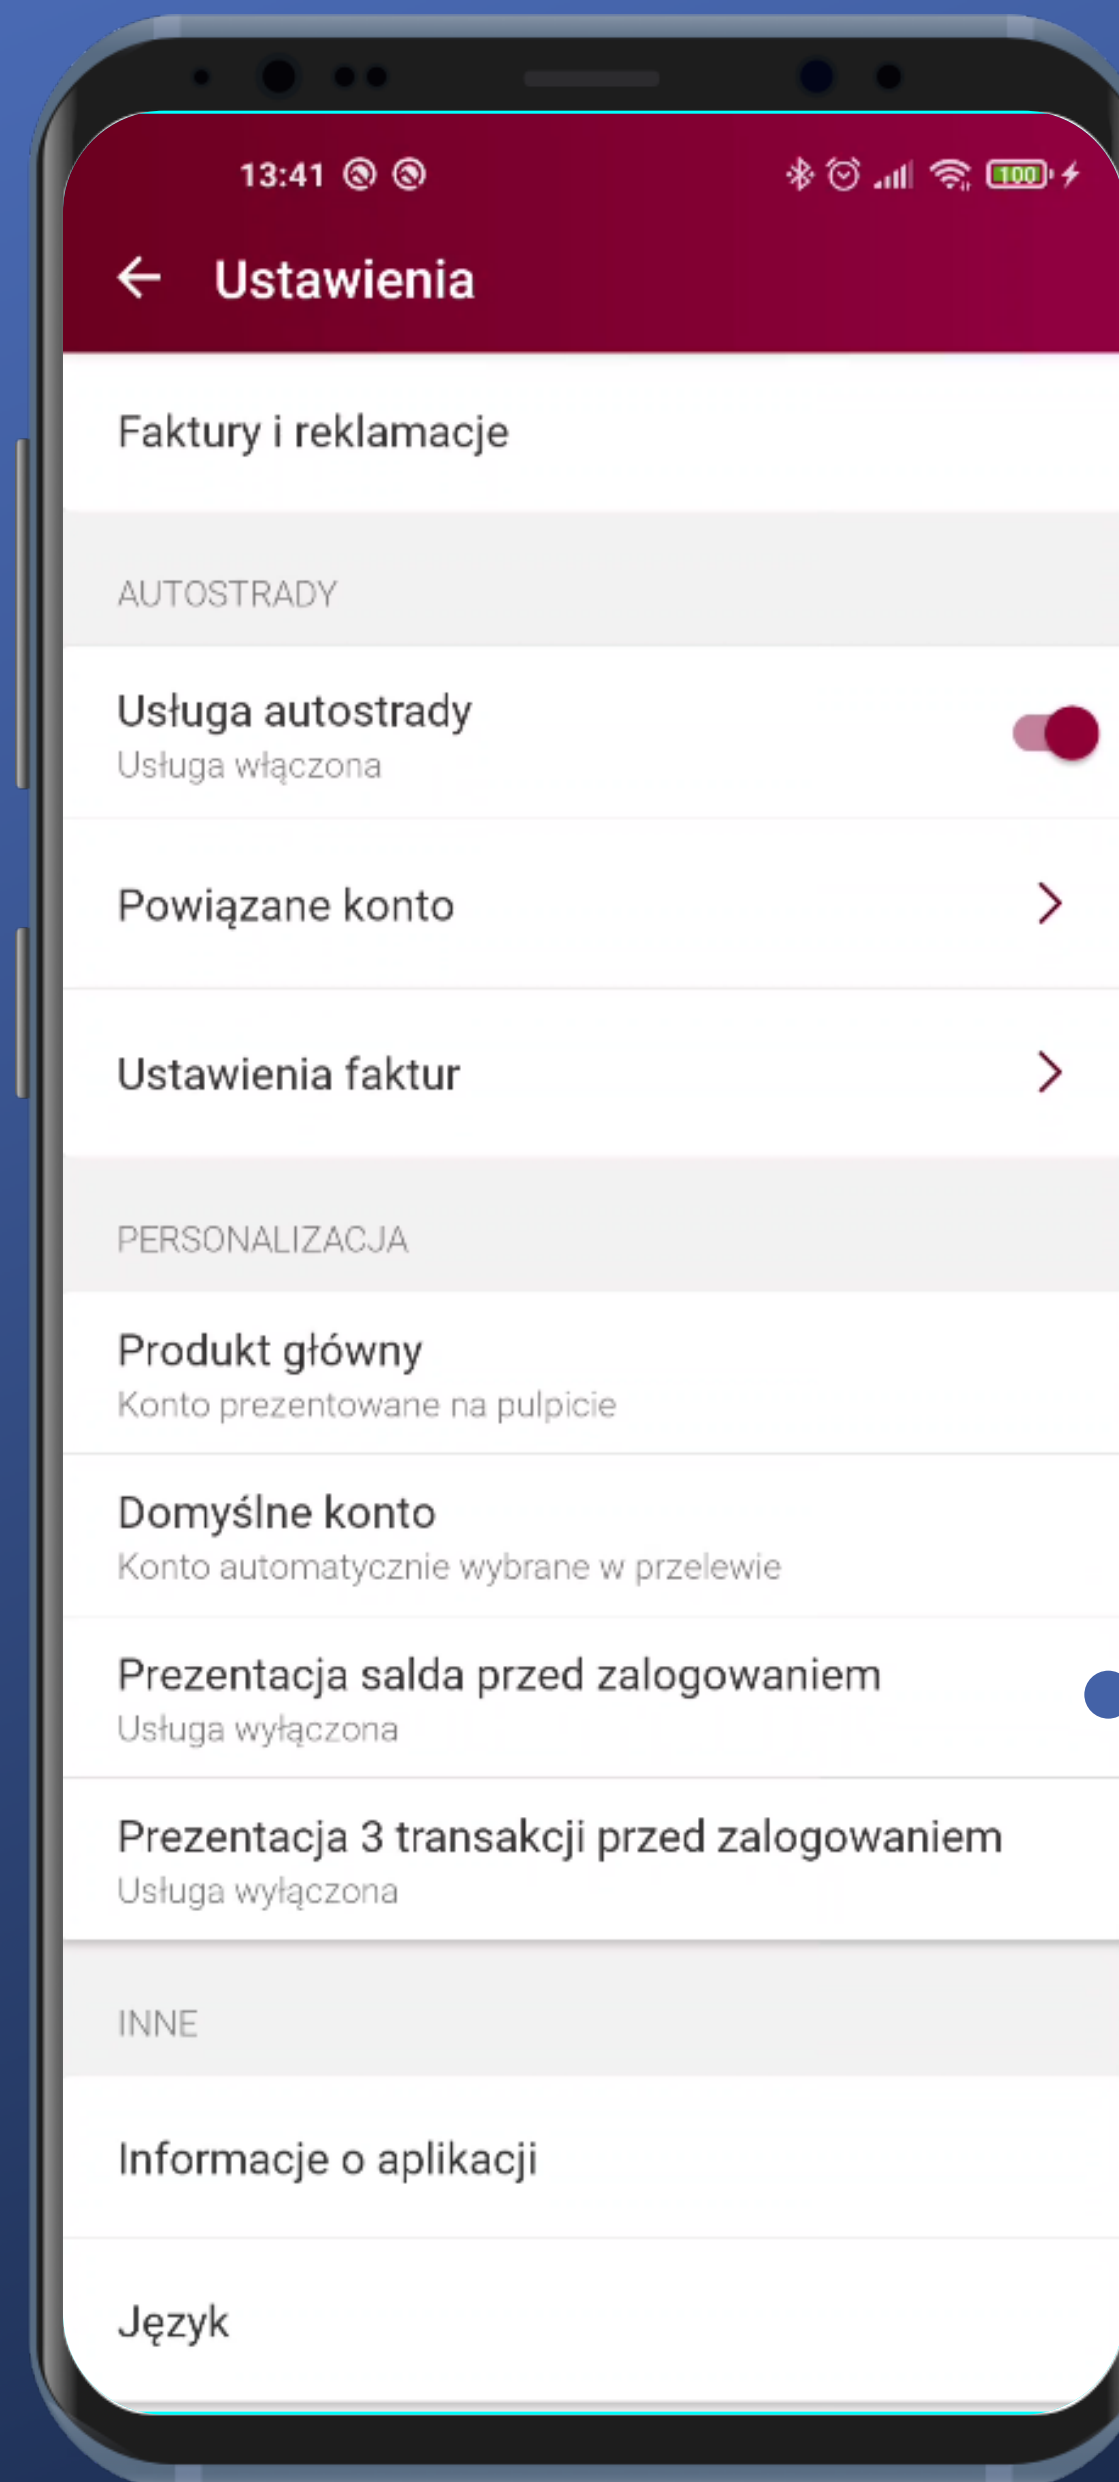 13:41
100
Ustawienia
Faktury i reklamacje
AUTOSTRADY
Usługa autostrady
Usługa włączona
Powiązane konto
Ustawienia faktur
PERSONALIZACJA
Produkt główny
Konto prezentowane na pulpicie
Domyślne konto
Konto automatycznie wybrane w przelewie
Prezentacja salda przed zalogowaniem
Usługa wyłączona
Prezentacja 3 transakcji przed zalogowaniem
Usługa wyłączona
INNE
Informacje o aplikacji
Język